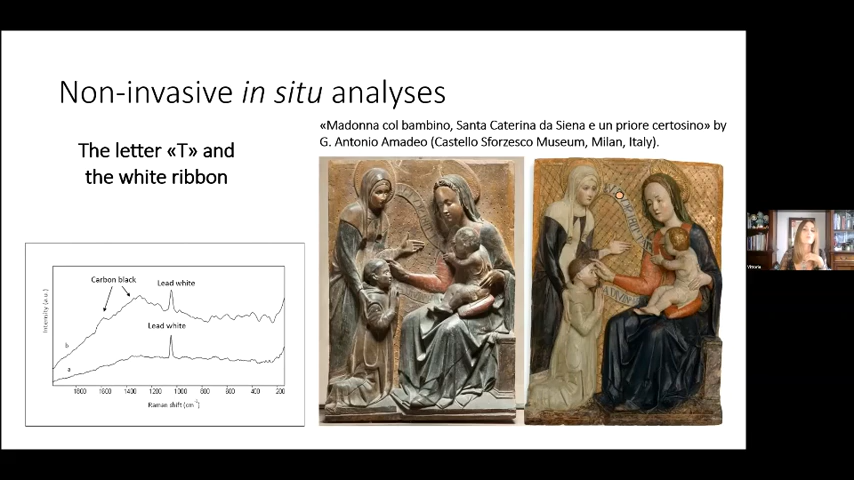 Non-invasive in situ analyses
«Madonna col bambino, Santa Caterina da Siena e un priore certosino» by
G. Antonio Amadeo (Castello Sforzesco Museum, Milan, Italy).
The letter «T» and
the white ribbon
Carbon black
Lead white
Lead white
Intensity (a.u.)
b
a
1800 1600 1400 1200 1000 800 600 400 200
Raman shift (cm⁻¹)